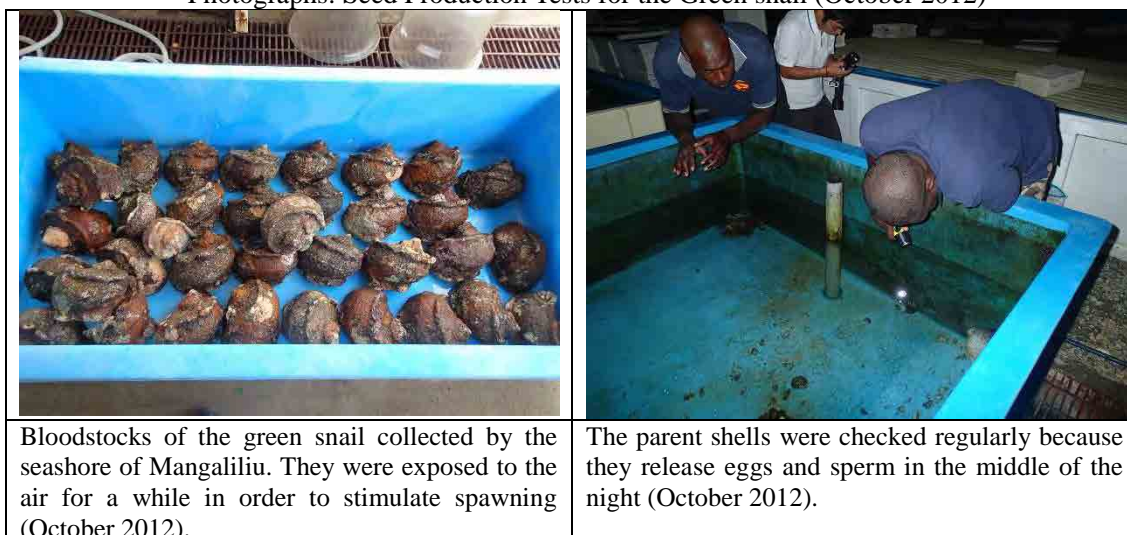 Photographs: Seed Production Tests for the Green snail (October 2012)
Bloodstocks of the green snail collected by the
seashore of Mangaliliu. They were exposed to the
air for a while in order to stimulate spawning
(October 2012).
The parent shells were checked regularly because
they release eggs and sperm in the middle of the
night (October 2012).